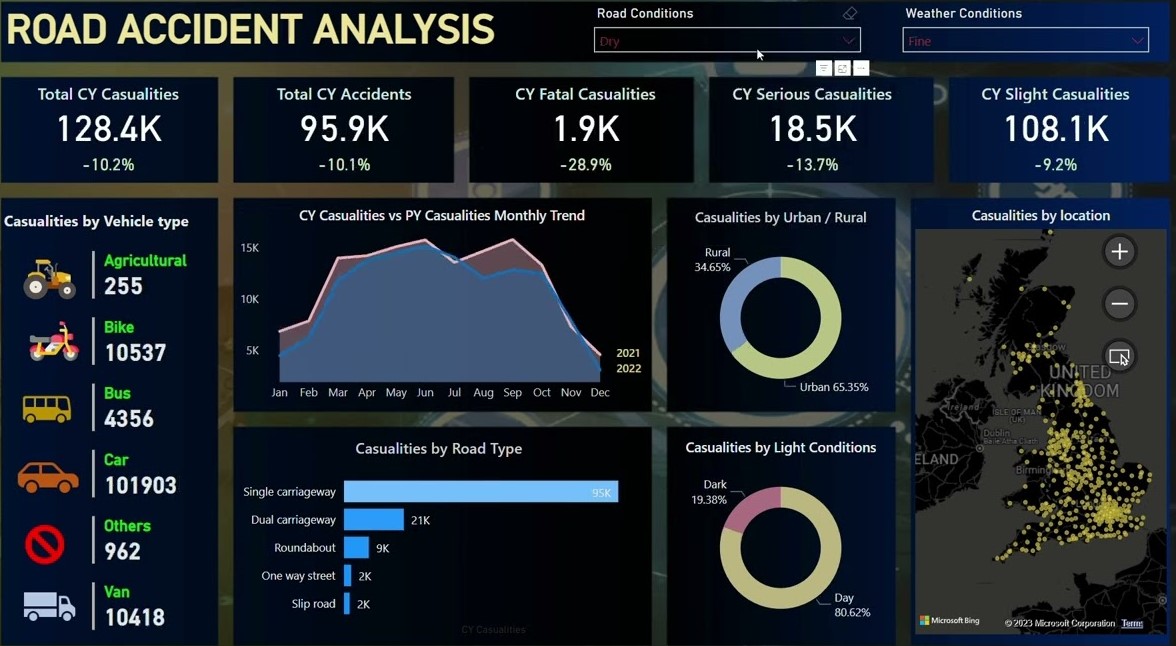 ROAD ACCIDENT ANALYSIS
Road Conditions
Dry
Weather Conditions
Fine
Total CY Casualities
128.4K
-10.2%
Total CY Accidents
95.9K
-10.1%
CY Fatal Casualities
1.9K
-28.9%
CY Serious Casualities
18.5K
-13.7%
CY Slight Casualities
108.1K
-9.2%
Casualities by Vehicle type
Agricultural
255
Bike
10537
Bus
4356
Car
101903
Others
962
Van
10418
CY Casualities vs PY Casualities Monthly Trend
15K
10K
5K
2021
2022
Jan Feb Mar Apr May Jun Jul Aug Sep Oct Nov Dec
Casualities by Road Type
Single carriageway 95K
Dual carriageway 21K
Roundabout 9K
One way street 2K
Slip road 2K
CY Casualities
Casualities by Urban / Rural
Rural
34.65%
Urban 65.35%
Casualities by Light Conditions
Dark
19.38%
Day
80.62%
Casualities by location
Glasgow
UNITED
KINGDOM
Ireland
ISLE OF MAN
(UK)
Dublin
Baile Átha Cliath
ELAND
Birming
Microsoft Bing
© 2023 Microsoft Corporation Terms